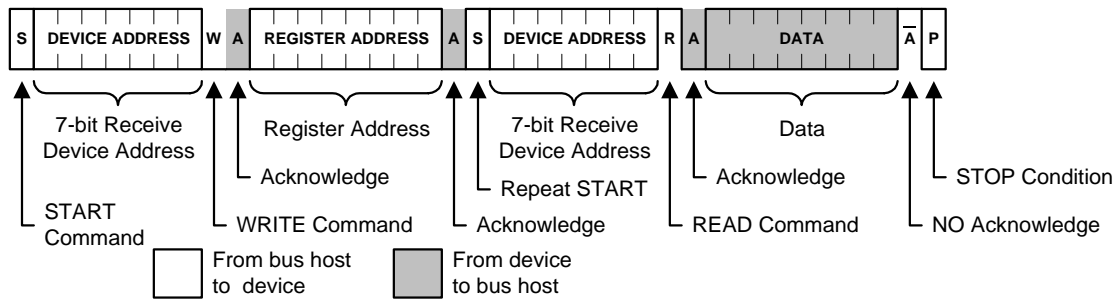 S DEVICE ADDRESS W A REGISTER ADDRESS A S DEVICE ADDRESS R A DATA A̅ P
7-bit Receive
Device Address
Register Address
7-bit Receive
Device Address
Data
Acknowledge
Repeat START
Acknowledge
STOP Condition
START
Command
WRITE Command
Acknowledge
READ Command
NO Acknowledge
From bus host
to device
From device
to bus host